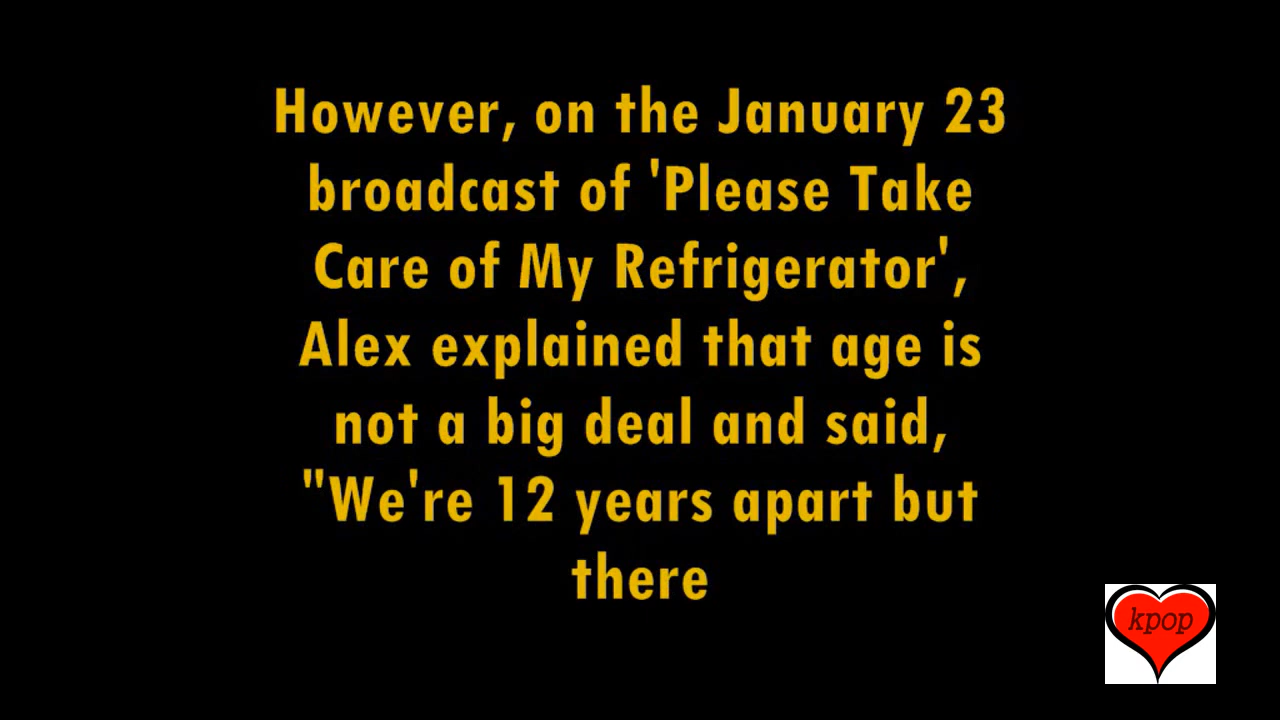 However, on the January 23
broadcast of 'Please Take
Care of My Refrigerator',
Alex explained that age is
not a big deal and said,
"We're 12 years apart but
there
kpop